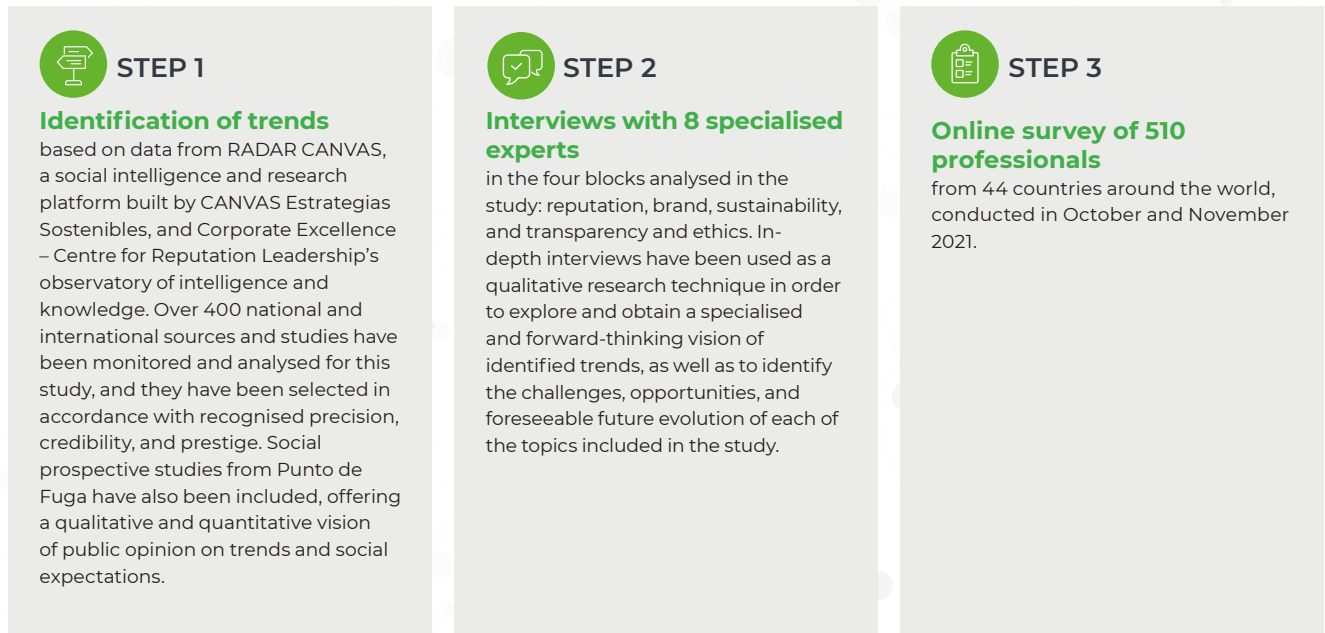 STEP 1
Identification of trends
based on data from RADAR CANVAS,
a social intelligence and research
platform built by CANVAS Estrategias
Sostenibles, and Corporate Excellence
– Centre for Reputation Leadership’s
observatory of intelligence and
knowledge. Over 400 national and
international sources and studies have
been monitored and analysed for this
study, and they have been selected in
accordance with recognised precision,
credibility, and prestige. Social
prospective studies from Punto de
Fuga have also been included, offering
a qualitative and quantitative vision
of public opinion on trends and social
expectations.
STEP 2
Interviews with 8 specialised
experts
in the four blocks analysed in the
study: reputation, brand, sustainability,
and transparency and ethics. In-
depth interviews have been used as a
qualitative research technique in order
to explore and obtain a specialised
and forward-thinking vision of
identified trends, as well as to identify
the challenges, opportunities, and
foreseeable future evolution of each of
the topics included in the study.
STEP 3
Online survey of 510
professionals
from 44 countries around the world,
conducted in October and November
2021.